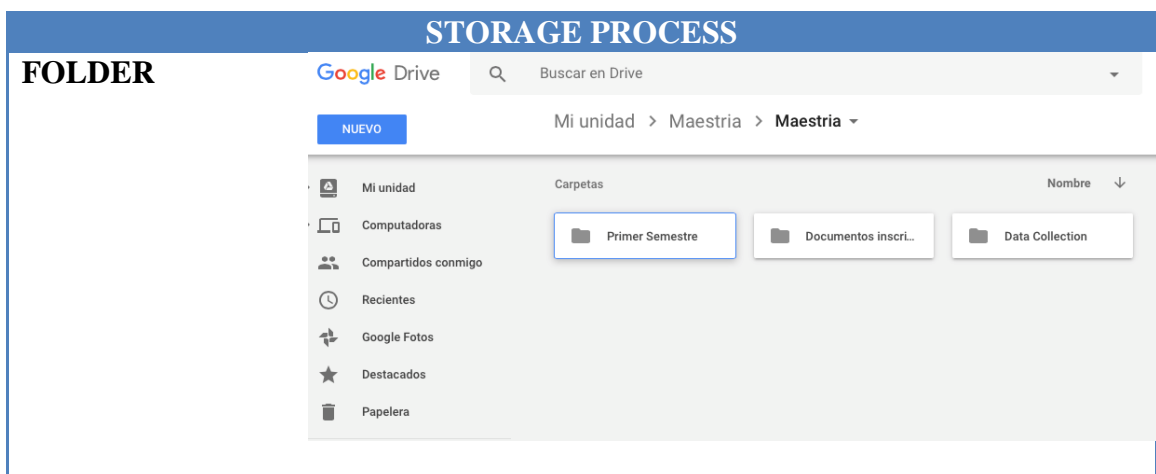 STORAGE PROCESS
FOLDER
Google Drive
Buscar en Drive
NUEVO
Mi unidad > Maestria > Maestria
Mi unidad
Computadoras
Compartidos conmigo
Recientes
Google Fotos
Destacados
Papelera
Carpetas
Nombre
Primer Semestre
Documentos inscri...
Data Collection